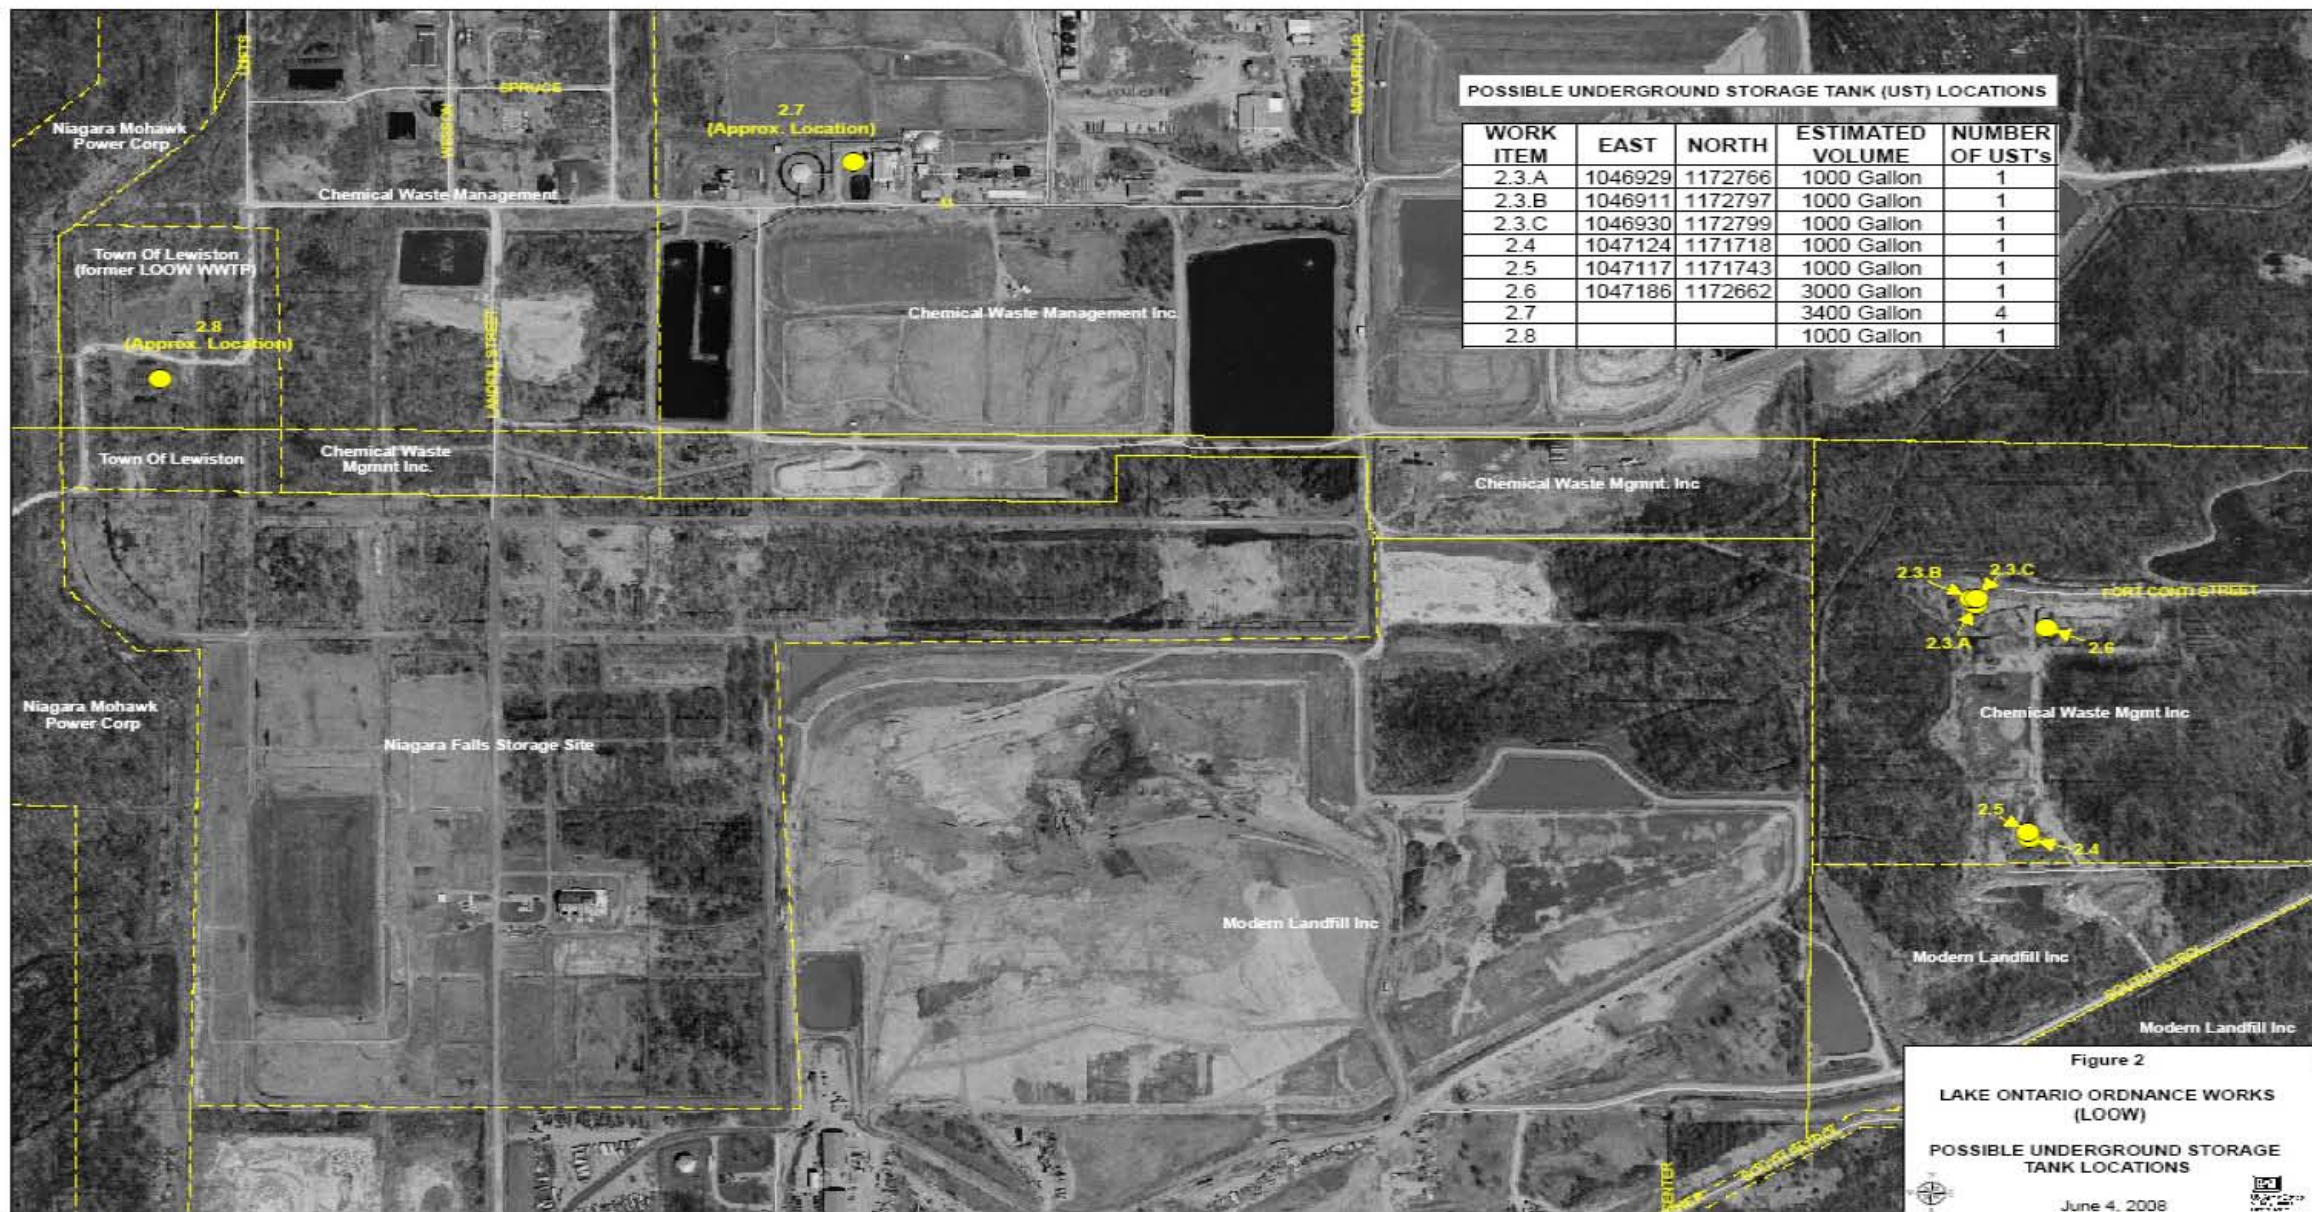 SPRUCE
MACARTHUR
2.7
(Approx. Location)
Niagara Mohawk
Power Corp
Chemical Waste Management
M
POSSIBLE UNDERGROUND STORAGE TANK (UST) LOCATIONS
WORK ITEM EAST NORTH ESTIMATED VOLUME NUMBER OF UST's
2.3.A 1046929 1172766 1000 Gallon 1
2.3.B 1046911 1172797 1000 Gallon 1
2.3.C 1046930 1172799 1000 Gallon 1
2.4 1047124 1171718 1000 Gallon 1
2.5 1047117 1171743 1000 Gallon 1
2.6 1047186 1172662 3000 Gallon 1
2.7 3400 Gallon 4
2.8 1000 Gallon 1
Town Of Lewiston
(former LOOW WWTP)
2.8
(Approx. Location)
LANDFILL STREET
Chemical Waste Management Inc.
Town Of Lewiston
Chemical Waste
Mgmnt Inc.
Chemical Waste Mgmnt. Inc
2.3.B
2.3.C
FORT CONTI STREET
2.3.A
2.6
Niagara Mohawk
Power Corp
Niagara Falls Storage Site
Chemical Waste Mgmt Inc
2.5
2.4
Modern Landfill Inc
Modern Landfill Inc
SOUTH PATROL
Modern Landfill Inc
Figure 2
LAKE ONTARIO ORDNANCE WORKS
(LOOW)
POSSIBLE UNDERGROUND STORAGE
TANK LOCATIONS
June 4, 2008